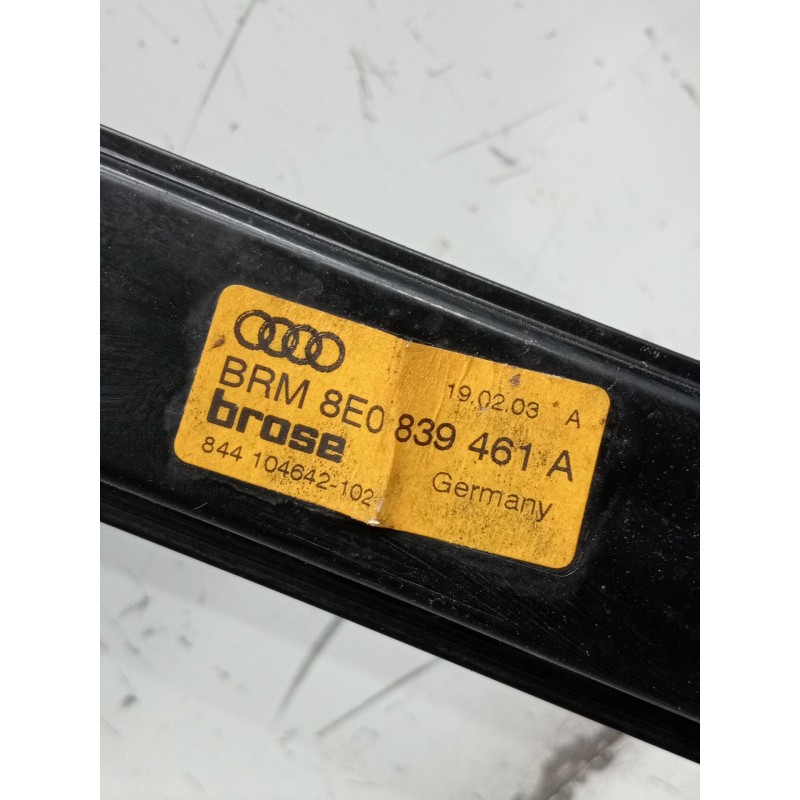 19.02.03 A
BRM 8E0 839 461 A
brose
844 104642-102 Germany